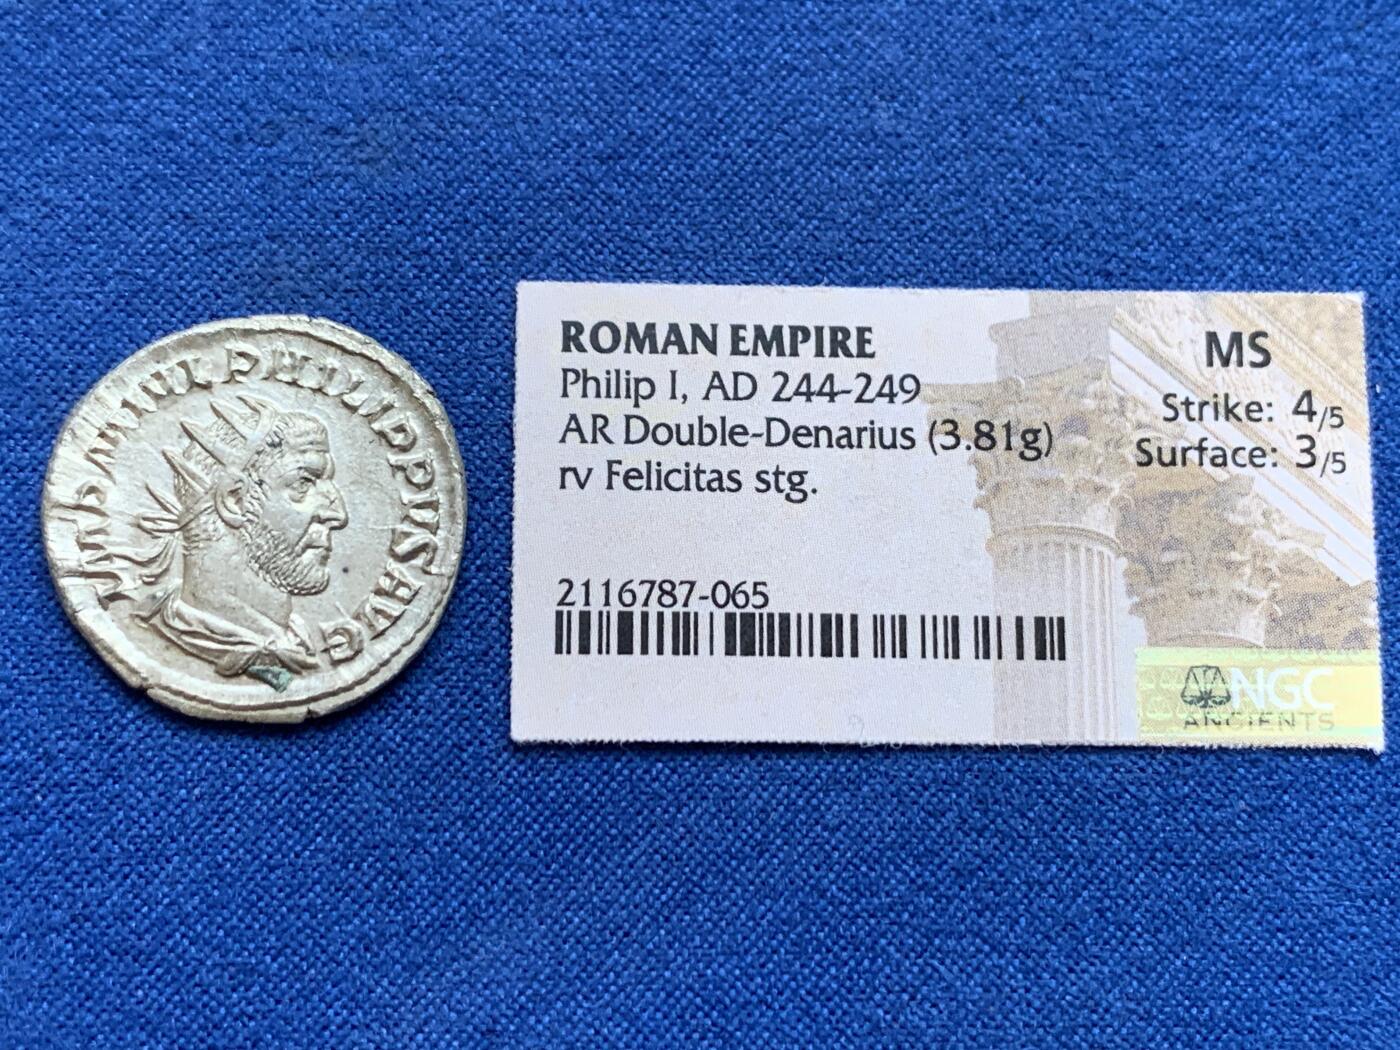 IMP M IVL PHILIPPVS AVG
ROMAN EMPIRE
Philip I, AD 244-249
AR Double-Denarius (3.81g)
rv Felicitas stg.
2116787-065
MS
Strike: 4/5
Surface: 3/5
NGC
ANCIENTS